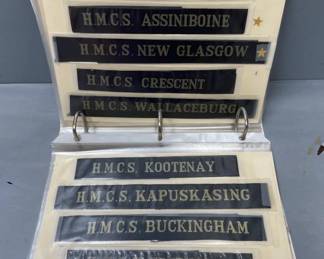 H.M.C.S. ASSINIBOINE
H.M.C.S. NEW GLASGOW
H.M.C.S. CRESCENT
H.M.C.S. WALLACEBURG
H.M.C.S. KOOTENAY
H.M.C.S. KAPUSKASING
H.M.C.S. BUCKINGHAM